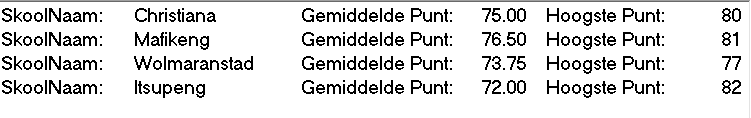 SkoolNaam: Christiana Gemiddelde Punt: 75.00 Hoogste Punt: 80
SkoolNaam: Mafikeng Gemiddelde Punt: 76.50 Hoogste Punt: 81
SkoolNaam: Wolmaranstad Gemiddelde Punt: 73.75 Hoogste Punt: 77
SkoolNaam: Itsupeng Gemiddelde Punt: 72.00 Hoogste Punt: 82